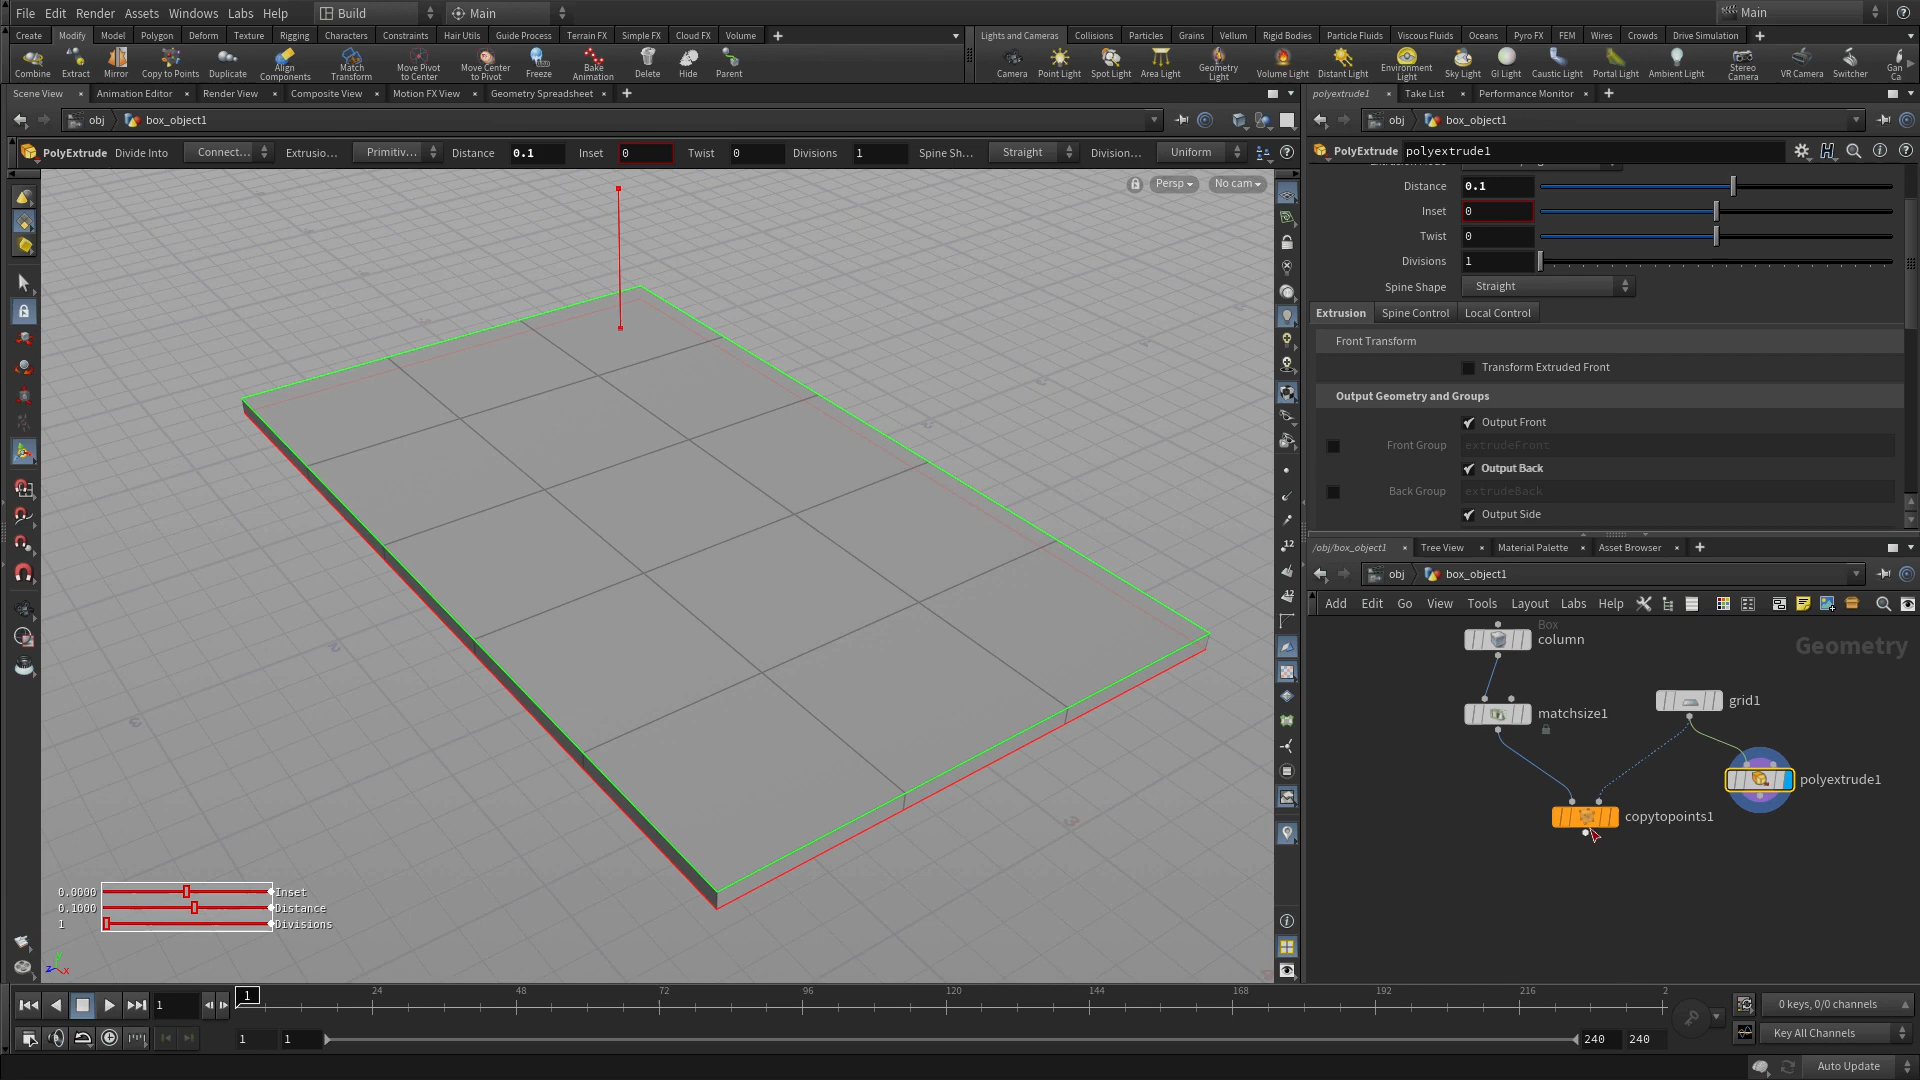 File Edit Render Assets Windows Labs Help Build Main Main
Create Modify Model Polygon Deform Texture Rigging Characters Constraints Hair Utils Guide Process Terrain FX Simple FX Cloud FX Volume
Lights and Cameras Collisions Particles Grains Vellum Rigid Bodies Particle Fluids Viscous Fluids Oceans Pyro FX FEM Wires Crowds Drive Simulation
Combine Extract Mirror Copy to Points Duplicate Align Components Match Transform Move Pivot to Center Move Center to Pivot Freeze Bake Animation Delete Hide Parent
Camera Point Light Spot Light Area Light Geometry Light Volume Light Distant Light Environment Light Sky Light GI Light Caustic Light Portal Light Ambient Light Stereo Camera VR Camera Switcher Gan Ca
Scene View Animation Editor Render View Composite View Motion FX View Geometry Spreadsheet
polyextrude1 Take List Performance Monitor
obj box_object1
obj box_object1
PolyExtrude Divide Into Connect... Extrusio... Primitiv... Distance 0.1 Inset 0 Twist 0 Divisions 1 Spine Sh... Straight Division... Uniform
PolyExtrude polyextrude1
Persp No cam
Distance 0.1
Inset 0
Twist 0
Divisions 1
Spine Shape Straight
Extrusion Spine Control Local Control
Front Transform
Transform Extruded Front
Output Geometry and Groups
Output Front
Front Group extrudeFront
Output Back
Back Group extrudeBack
Output Side
/obj/box_object1 Tree View Material Palette Asset Browser
obj box_object1
Add Edit Go View Tools Layout Labs Help
Box
column
Geometry
grid1
matchsize1
polyextrude1
copytopoints1
0.0000 Inset
0.1000 Distance
1 Divisions
12
12
y
z x
1 1 24 48 72 96 120 144 168 192 216 2
0 keys, 0/0 channels
1 1 240 240
Key All Channels
Auto Update